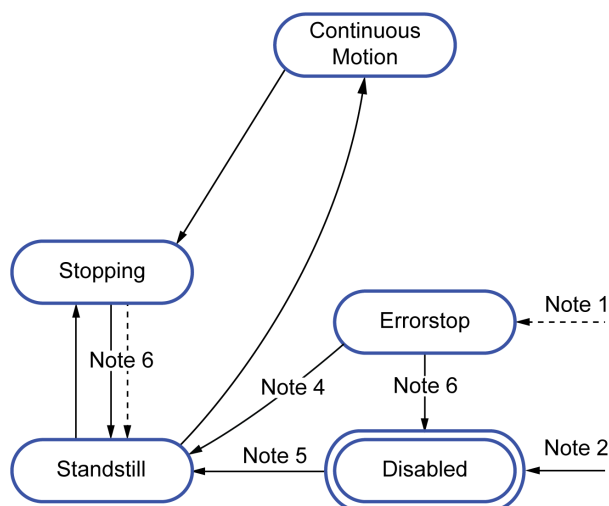 Continuous
Motion
Stopping
Errorstop
Note 1
Note 6
Note 4
Note 6
Standstill
Note 5
Disabled
Note 2